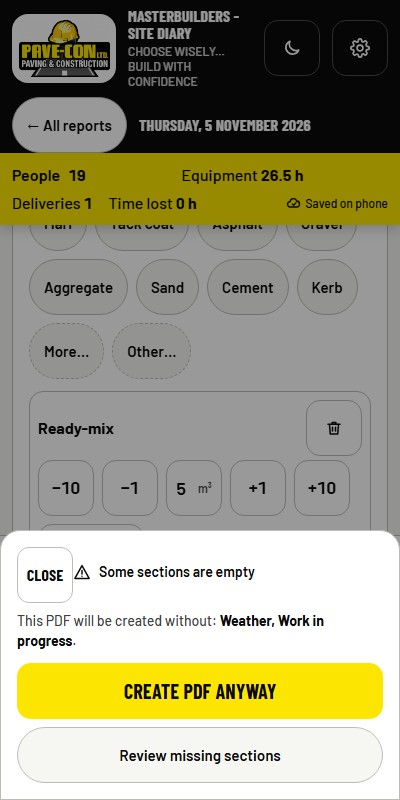 PAVE-CON LTD.
PAVING & CONSTRUCTION
MASTERBUILDERS -
SITE DIARY
CHOOSE WISELY...
BUILD WITH
CONFIDENCE
← All reports
THURSDAY, 5 NOVEMBER 2026
People 19
Equipment 26.5 h
Deliveries 1
Time lost 0 h
Saved on phone
Tack coat
Asphalt
Gravel
Aggregate
Sand
Cement
Kerb
More...
Other...
Ready-mix
−10
−1
5 m³
+1
+10
CLOSE
Some sections are empty
This PDF will be created without: Weather, Work in
progress.
CREATE PDF ANYWAY
Review missing sections